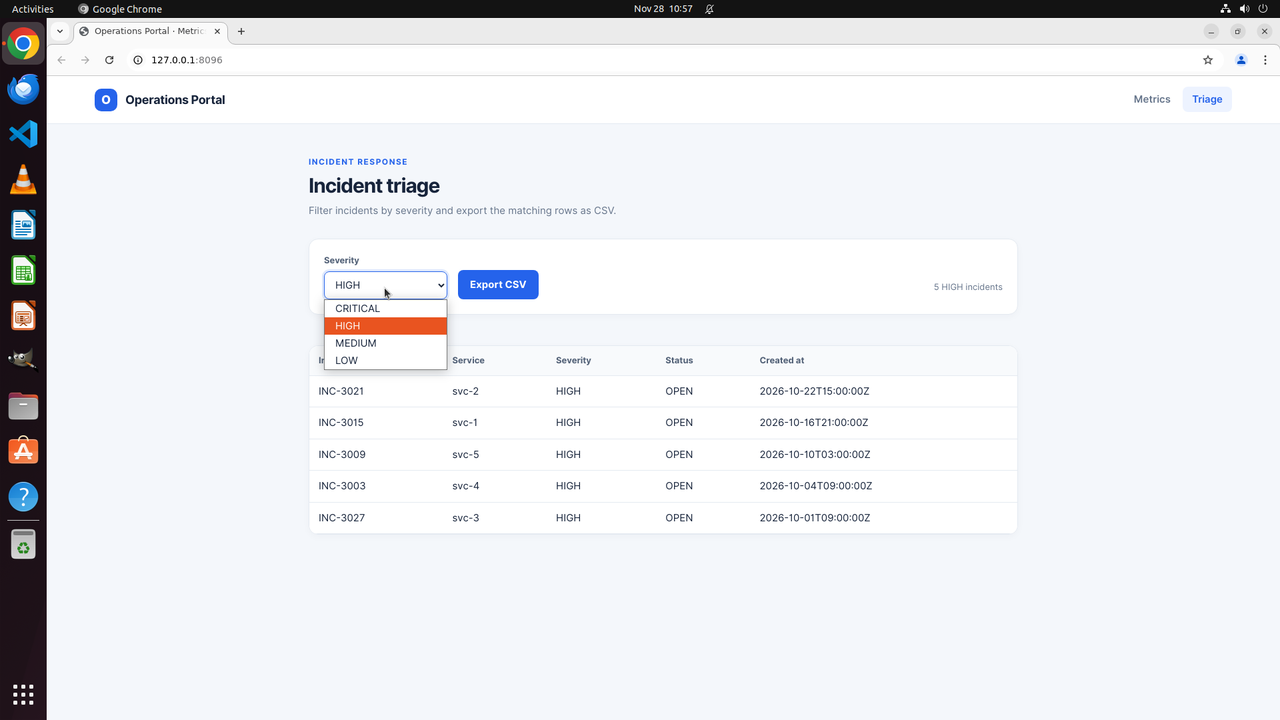 Activities
Google Chrome
Nov 28 10:57
Operations Portal · Metric
127.0.0.1:8096
O Operations Portal
Metrics
Triage
INCIDENT RESPONSE
Incident triage
Filter incidents by severity and export the matching rows as CSV.
Severity
HIGH
Export CSV
5 HIGH incidents
CRITICAL
HIGH
MEDIUM
LOW
Service Severity Status Created at
INC-3021 svc-2 HIGH OPEN 2026-10-22T15:00:00Z
INC-3015 svc-1 HIGH OPEN 2026-10-16T21:00:00Z
INC-3009 svc-5 HIGH OPEN 2026-10-10T03:00:00Z
INC-3003 svc-4 HIGH OPEN 2026-10-04T09:00:00Z
INC-3027 svc-3 HIGH OPEN 2026-10-01T09:00:00Z